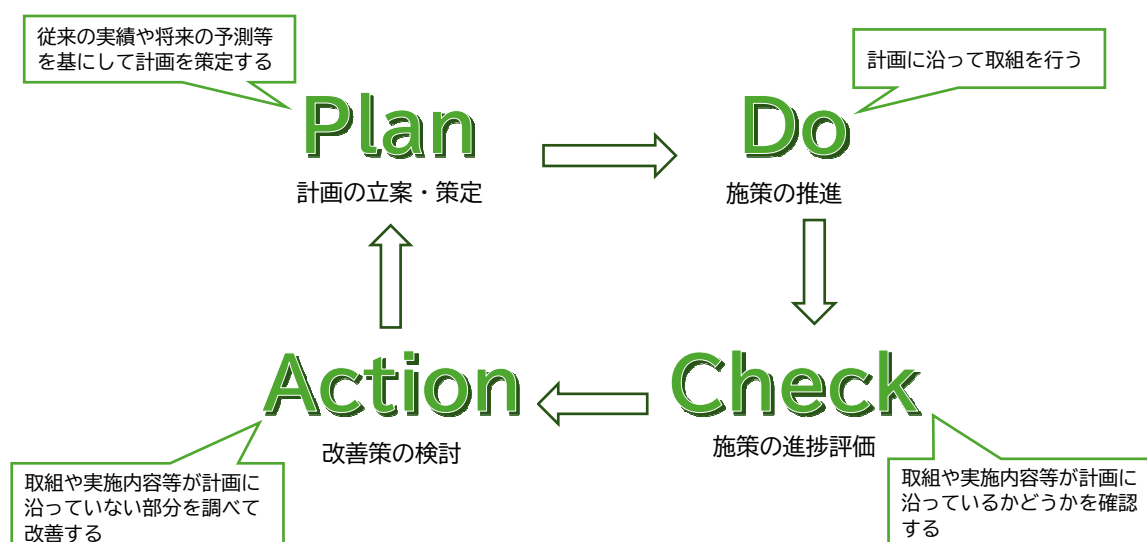 従来の実績や将来の予測等
を基にして計画を策定する
計画に沿って取組を行う
Plan
計画の立案・策定
Do
施策の推進
Action
改善策の検討
Check
施策の進捗評価
取組や実施内容等が計画に
沿っていない部分を調べて
改善する
取組や実施内容等が計画に
沿っているかどうかを確認
する